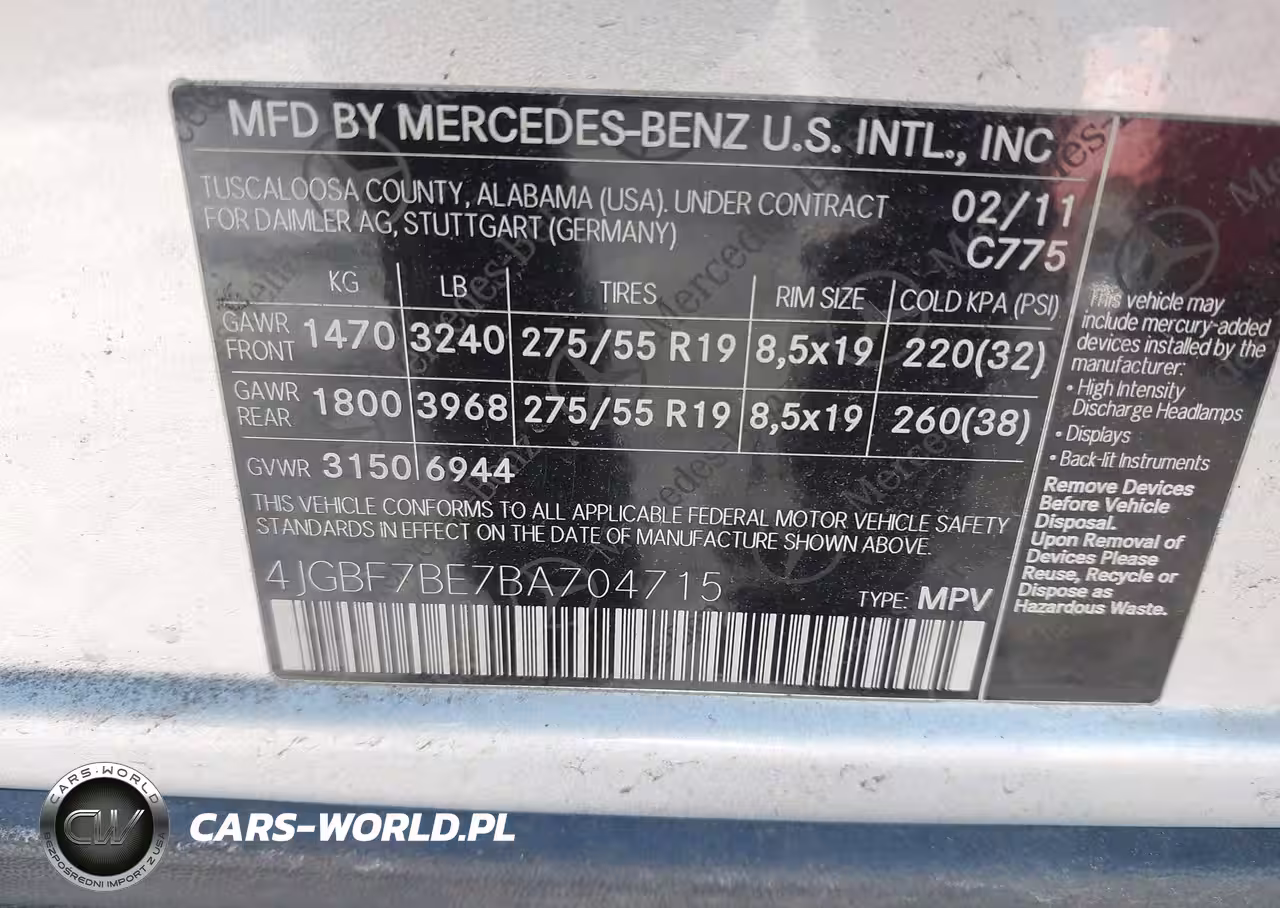 MFD BY MERCEDES-BENZ U.S. INTL., INC
TUSCALOOSA COUNTY, ALABAMA (USA). UNDER CONTRACT
FOR DAIMLER AG, STUTTGART (GERMANY)
02/11
C775
KG LB TIRES RIM SIZE COLD KPA (PSI)
GAWR FRONT 1470 3240 275/55 R19 8,5x19 220(32)
GAWR REAR 1800 3968 275/55 R19 8,5x19 260(38)
GVWR 3150 6944
THIS VEHICLE CONFORMS TO ALL APPLICABLE FEDERAL MOTOR VEHICLE SAFETY
STANDARDS IN EFFECT ON THE DATE OF MANUFACTURE SHOWN ABOVE.
4JGBF7BE7BA704715
TYPE: MPV
This vehicle may
include mercury-added
devices installed by the
manufacturer:
• High Intensity
Discharge Headlamps
• Displays
• Back-lit Instruments
Remove Devices
Before Vehicle
Disposal.
Upon Removal of
Devices Please
Reuse, Recycle or
Dispose as
Hazardous Waste.
CARS-WORLD
CW
BEZPOŚREDNI IMPORT Z USA
CARS-WORLD.PL